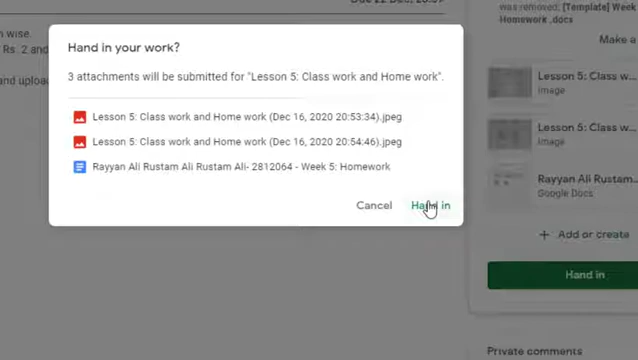 was removed: [Template] Week
Homework .docx
wise.
Rs. 2 and
and upload
Make a
Hand in your work?
3 attachments will be submitted for "Lesson 5: Class work and Home work".
Lesson 5: Class work and Home work (Dec 16, 2020 20:53:34).jpeg
Lesson 5: Class work and Home work (Dec 16, 2020 20:54:46).jpeg
Rayyan Ali Rustam Ali Rustam Ali- 2812064 - Week 5: Homework
Cancel
Hand in
Lesson 5: Class w...
Image
Lesson 5: Class w...
Image
Rayyan Ali Rustam...
Google Docs
+ Add or create
Hand in
Private comments